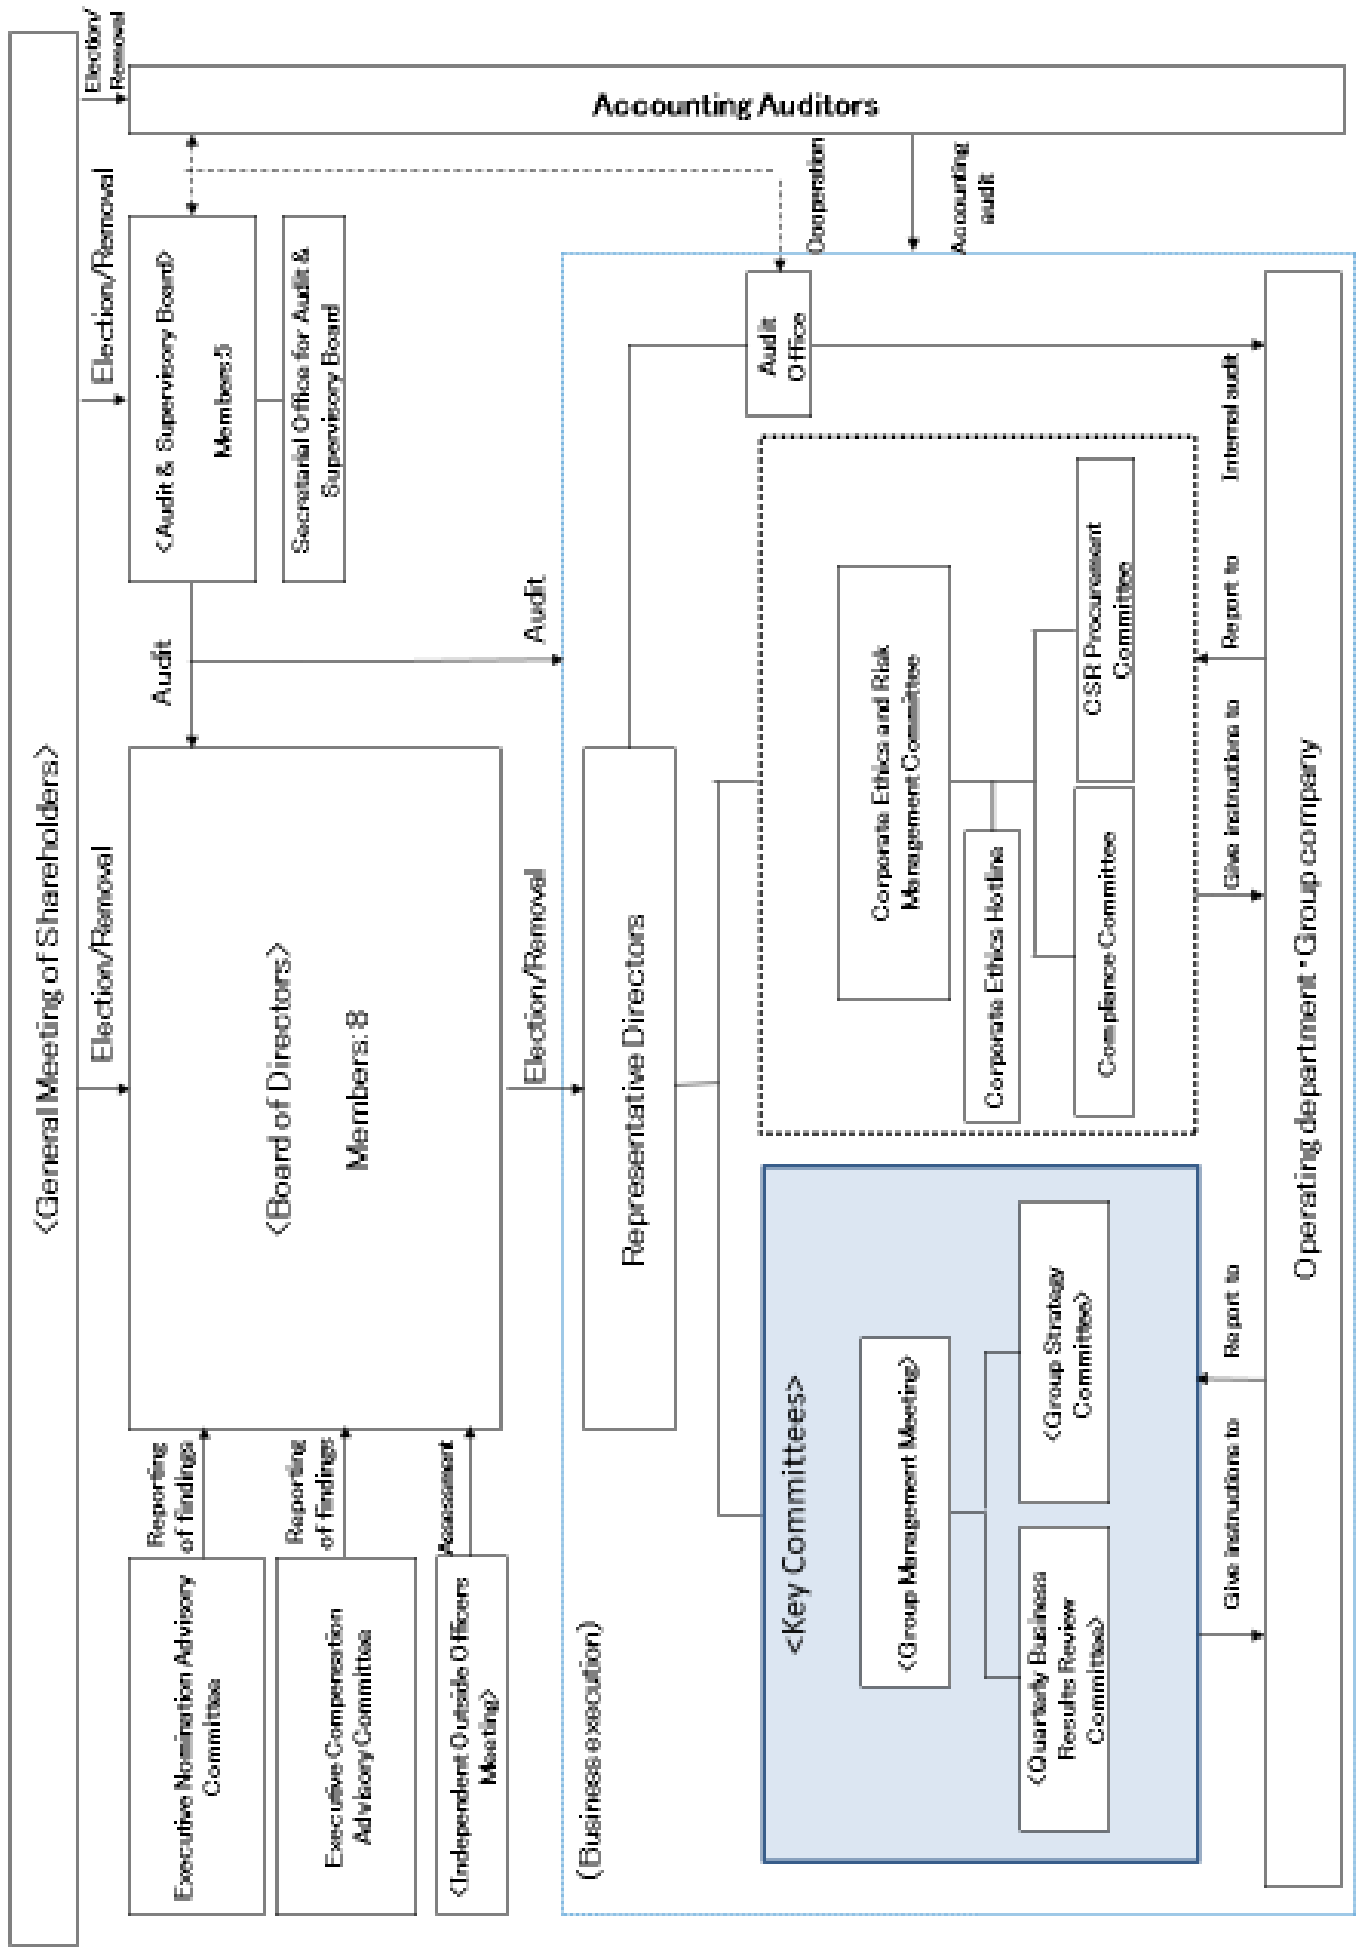 <General Meeting of Shareholders>
Election/Removal
Election/Removal
Election/
Removal
Executive Nomination Advisory
Committee
Reporting
of findings
Executive Compensation
Advisory Committee
Reporting
of findings
<Independent Outside Officers
Meeting>
Assessment
<Board of Directors>
Members:8
Audit
<Audit & Supervisory Board>
Members:5
Secretarial Office for Audit &
Supervisory Board
Accounting Auditors
Election/Removal
Audit
Cooperation
Accounting
audit
(Business execution)
Representative Directors
Audit
Office
<Key Committees>
<Group Management Meeting>
<Quarterly Business
Results Review
Committee>
<Group Strategy
Committee>
Corporate Ethics and Risk
Management Committee
Corporate Ethics Hotline
Compliance Committee
CSR Procurement
Committee
Give instructions to
Report to
Give instructions to
Report to
Internal audit
Operating department・Group company